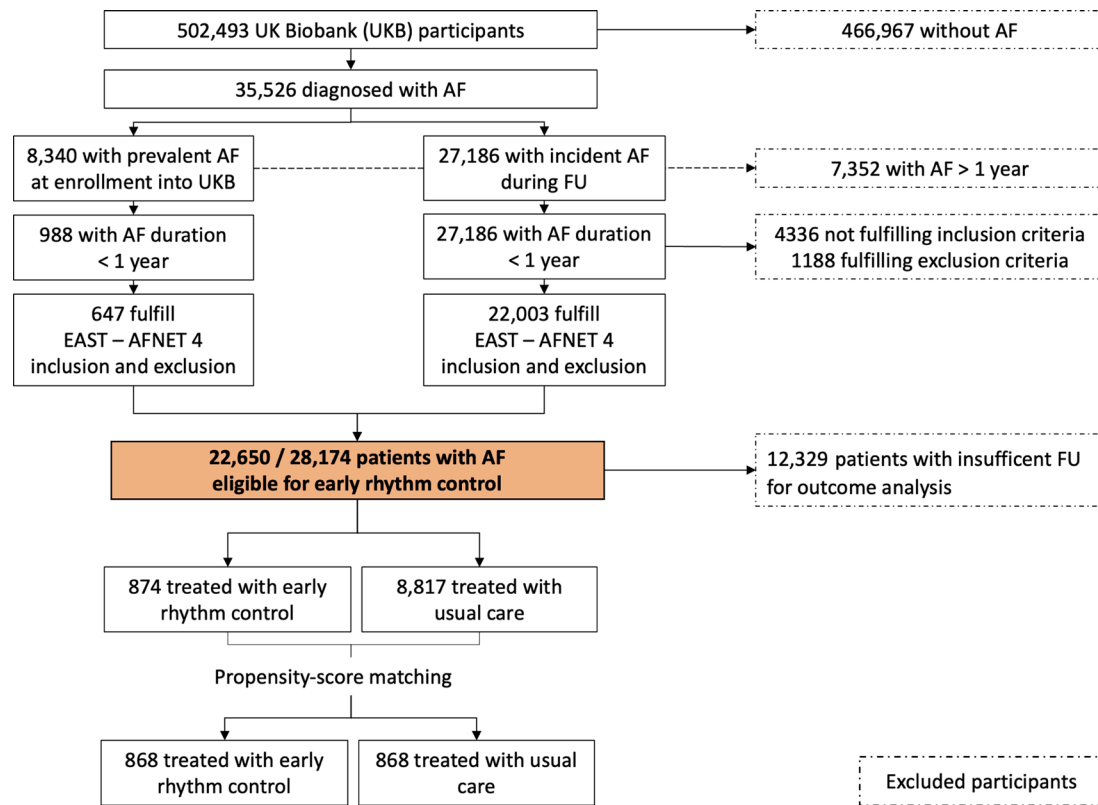 502,493 UK Biobank (UKB) participants
466,967 without AF
35,526 diagnosed with AF
8,340 with prevalent AF
at enrollment into UKB
27,186 with incident AF
during FU
7,352 with AF > 1 year
988 with AF duration
< 1 year
27,186 with AF duration
< 1 year
4336 not fulfilling inclusion criteria
1188 fulfilling exclusion criteria
647 fulfill
EAST – AFNET 4
inclusion and exclusion
22,003 fulfill
EAST – AFNET 4
inclusion and exclusion
22,650 / 28,174 patients with AF
eligible for early rhythm control
12,329 patients with insufficent FU
for outcome analysis
874 treated with early
rhythm control
8,817 treated with
usual care
Propensity-score matching
868 treated with early
rhythm control
868 treated with usual
care
Excluded participants